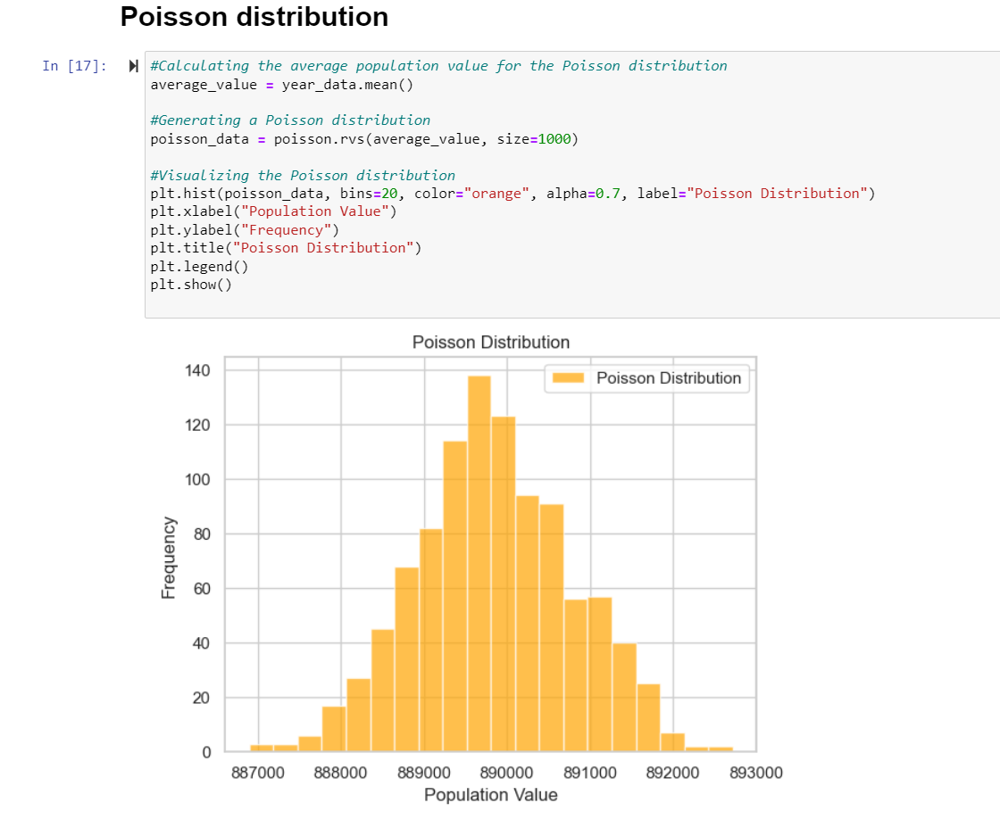 Poisson distribution
In [17]:
#Calculating the average population value for the Poisson distribution
average_value = year_data.mean()
#Generating a Poisson distribution
poisson_data = poisson.rvs(average_value, size=1000)
#Visualizing the Poisson distribution
plt.hist(poisson_data, bins=20, color="orange", alpha=0.7, label="Poisson Distribution")
plt.xlabel("Population Value")
plt.ylabel("Frequency")
plt.title("Poisson Distribution")
plt.legend()
plt.show()
Poisson Distribution
Poisson Distribution
140
120
100
80
60
40
20
0
Frequency
887000 888000 889000 890000 891000 892000 893000
Population Value